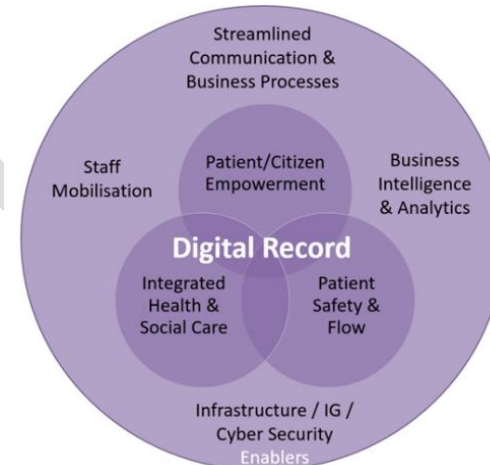 Streamlined
Communication &
Business Processes
Staff
Mobilisation
Patient/Citizen
Empowerment
Business
Intelligence
& Analytics
Digital Record
Integrated
Health &
Social Care
Patient
Safety &
Flow
Infrastructure / IG /
Cyber Security
Enablers